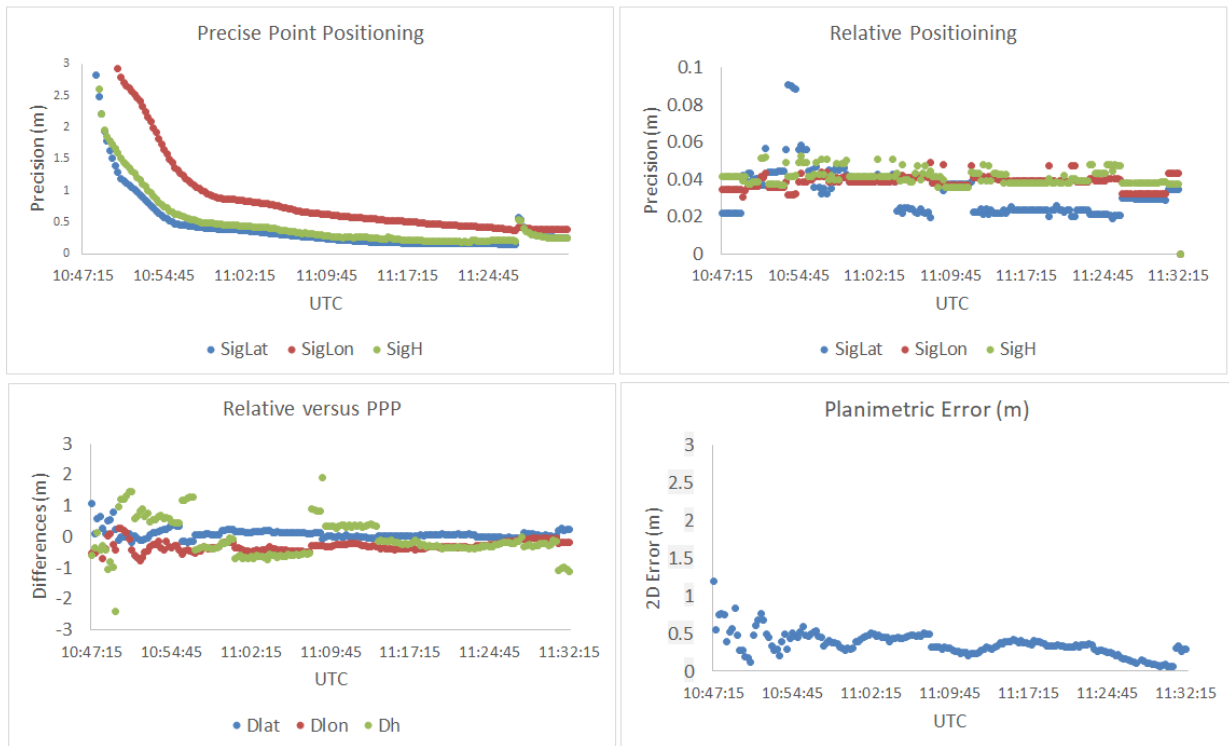 Precise Point Positioning
3
2.5
2
1.5
1
0.5
0
Precision (m)
10:47:15 10:54:45 11:02:15 11:09:45 11:17:15 11:24:45
UTC
SigLat SigLon SigH
Relative Positioining
0.1
0.08
0.06
0.04
0.02
0
Precision (m)
10:47:15 10:54:45 11:02:15 11:09:45 11:17:15 11:24:45 11:32:15
UTC
SigLat SigLon SigH
Relative versus PPP
3
2
1
0
-1
-2
-3
Differences (m)
10:47:15 10:54:45 11:02:15 11:09:45 11:17:15 11:24:45 11:32:15
UTC
Dlat Dlon Dh
Planimetric Error (m)
3
2.5
2
1.5
1
0.5
0
2D Error (m)
10:47:15 10:54:45 11:02:15 11:09:45 11:17:15 11:24:45 11:32:15
UTC